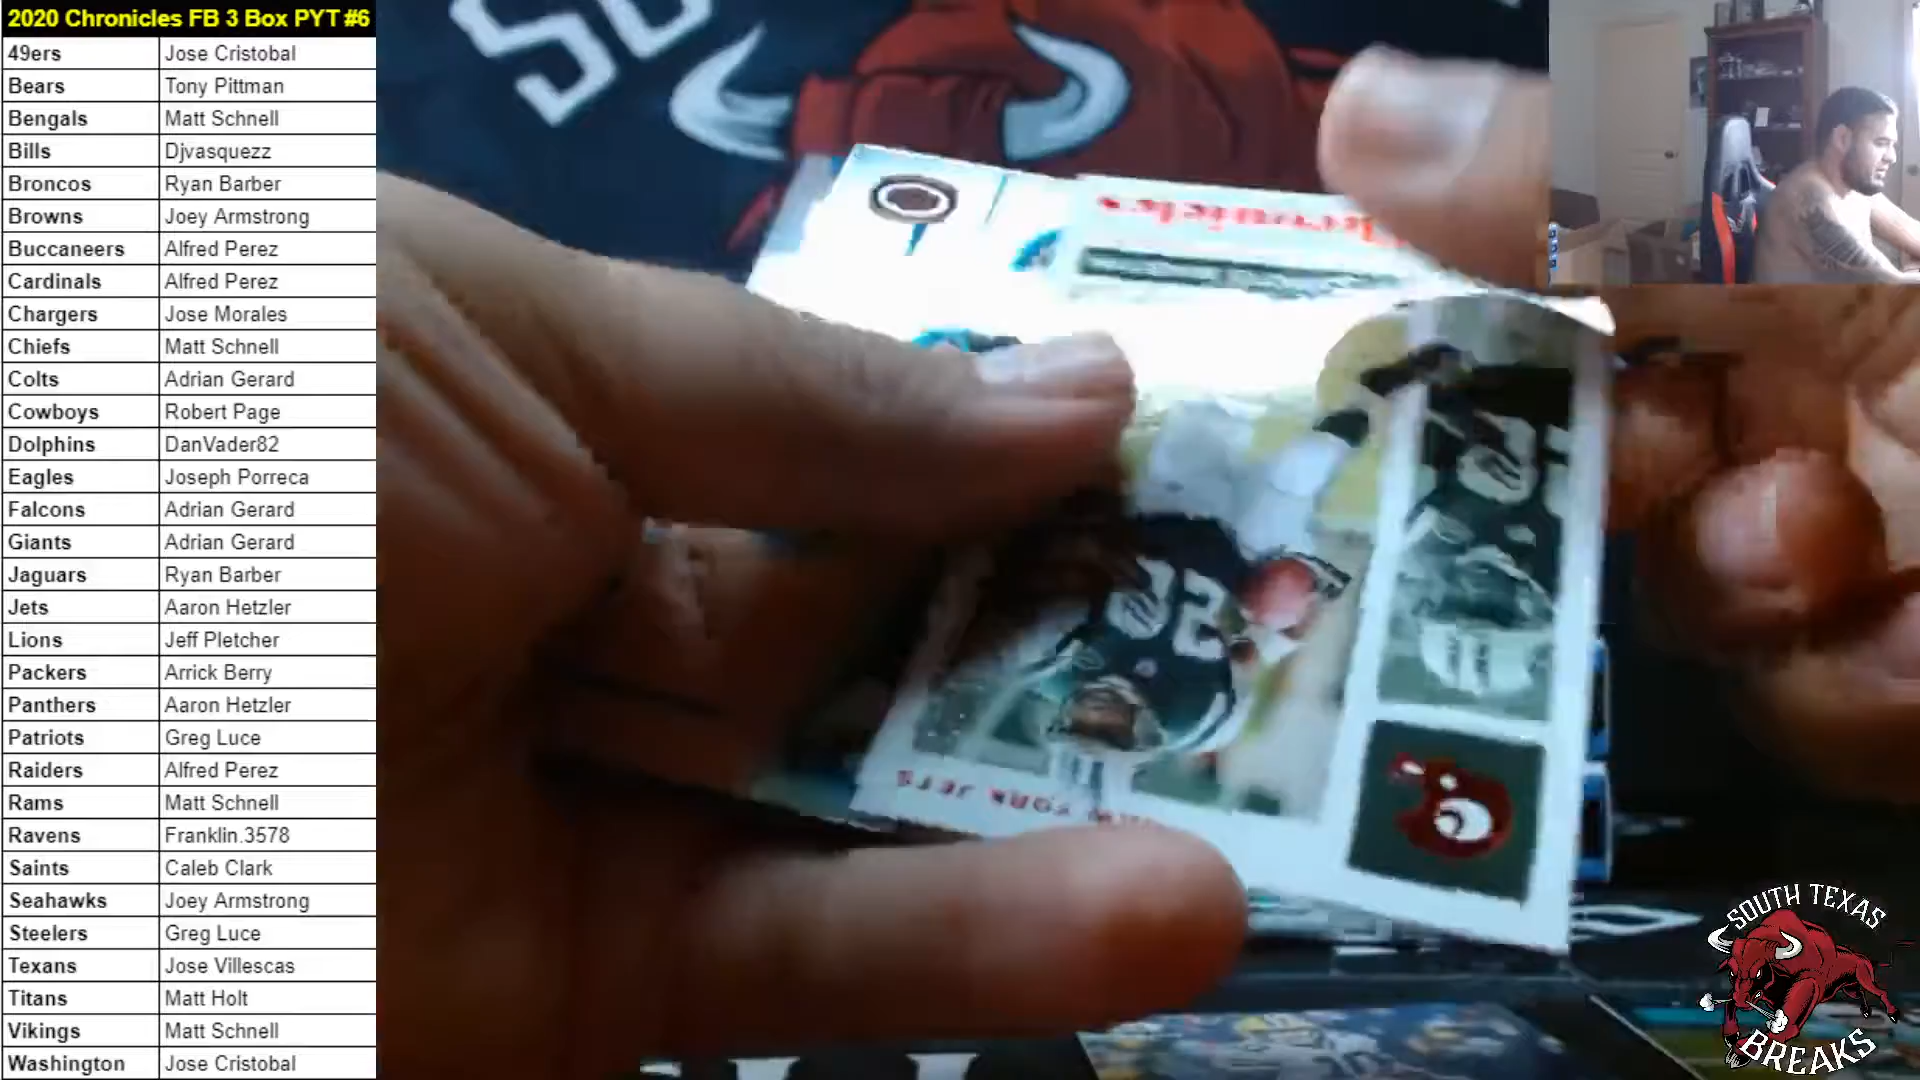 2020 Chronicles FB 3 Box PYT #6
49ers Jose Cristobal
Bears Tony Pittman
Bengals Matt Schnell
Bills Djvasquezz
Broncos Ryan Barber
Browns Joey Armstrong
Buccaneers Alfred Perez
Cardinals Alfred Perez
Chargers Jose Morales
Chiefs Matt Schnell
Colts Adrian Gerard
Cowboys Robert Page
Dolphins DanVader82
Eagles Joseph Porreca
Falcons Adrian Gerard
Giants Adrian Gerard
Jaguars Ryan Barber
Jets Aaron Hetzler
Lions Jeff Pletcher
Packers Arrick Berry
Panthers Aaron Hetzler
Patriots Greg Luce
Raiders Alfred Perez
Rams Matt Schnell
Ravens Franklin.3578
Saints Caleb Clark
Seahawks Joey Armstrong
Steelers Greg Luce
Texans Jose Villescas
Titans Matt Holt
Vikings Matt Schnell
Washington Jose Cristobal
Chronicles
NEW YORK JETS
SOUTH TEXAS
BREAKS